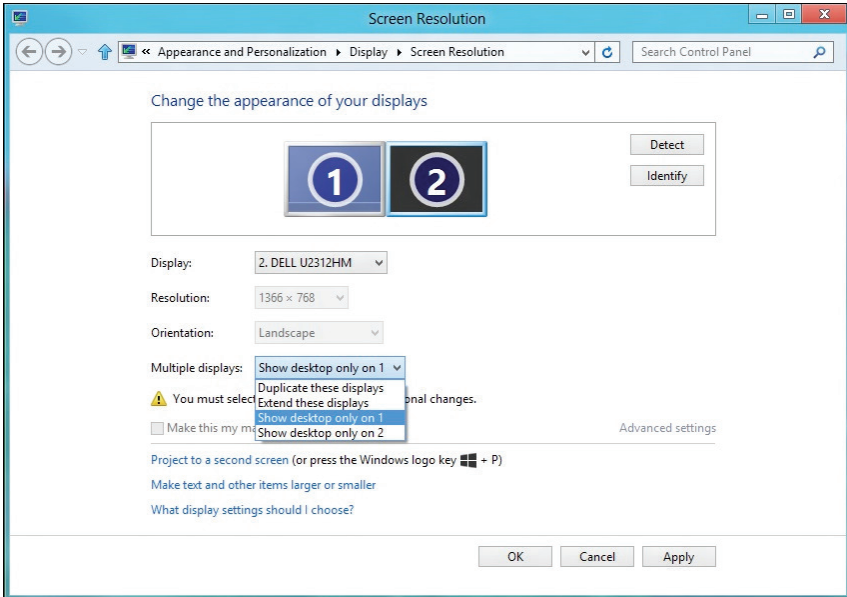 Screen Resolution
« Appearance and Personalization Display Screen Resolution Search Control Panel
Change the appearance of your displays
1 2
Detect
Identify
Display: 2. DELL U2312HM
Resolution: 1366 × 768
Orientation: Landscape
Multiple displays: Show desktop only on 1
Duplicate these displays
You must selec onal changes.
Extend these displays
Show desktop only on 1
Make this my ma Advanced settings
Show desktop only on 2
Project to a second screen (or press the Windows logo key + P)
Make text and other items larger or smaller
What display settings should I choose?
OK Cancel Apply